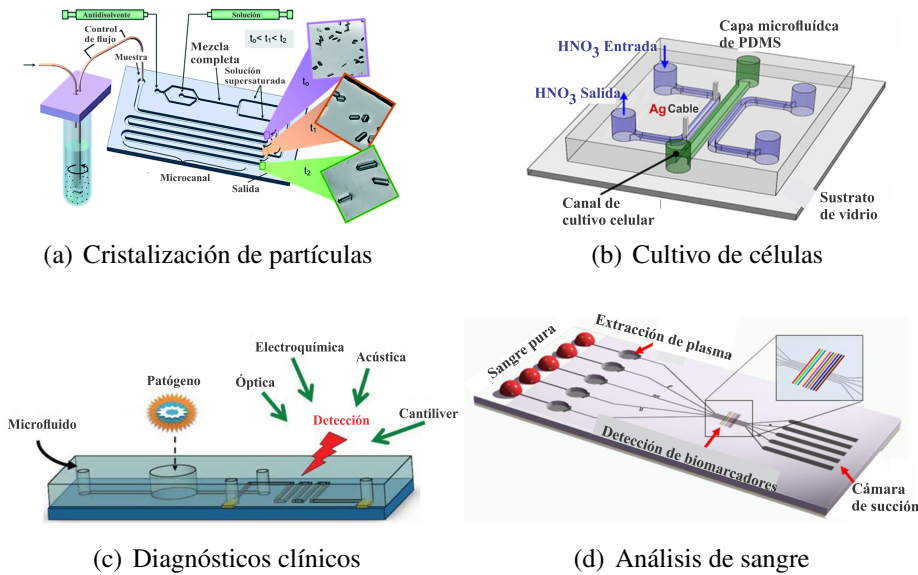 Antidisolvente
Solución
Control
de flujo
t₀< t₁ < t₂
Muestra
Mezcla
completa
Solución
supersaturada
t₀
t₁
t₂
Microcanal
Salida
(a) Cristalización de partículas
HNO₃ Entrada
HNO₃ Salida
Capa microfluídca
de PDMS
Ag Cable
Canal de
cultivo celular
Sustrato
de vidrio
(b) Cultivo de células
Electroquímica
Acústica
Patógeno
Óptica
Detección
Cantiliver
Microfluido
(c) Diagnósticos clínicos
Sangre pura
Extracción de plasma
Detección de biomarcadores
Cámara
de succión
(d) Análisis de sangre